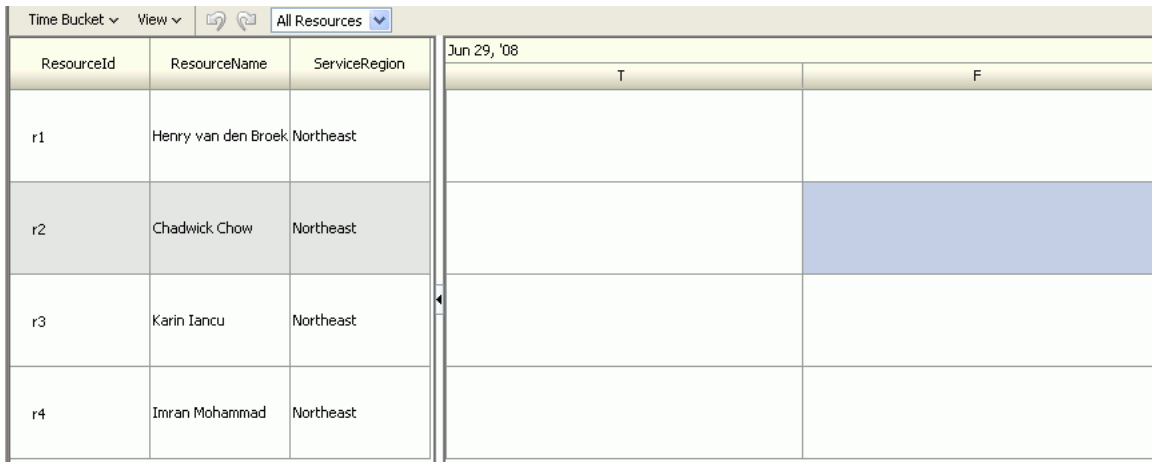 Time Bucket View All Resources
ResourceId ResourceName ServiceRegion Jun 29, '08
T F
r1 Henry van den Broek Northeast
r2 Chadwick Chow Northeast
r3 Karin Iancu Northeast
r4 Imran Mohammad Northeast